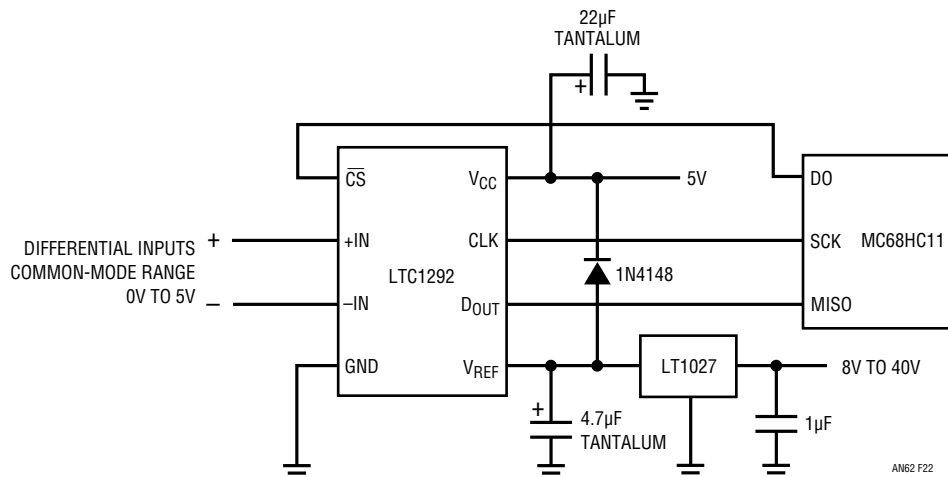 22µF
TANTALUM
+
CS
VCC
5V
DO
DIFFERENTIAL INPUTS
COMMON-MODE RANGE
0V TO 5V
+
–
+IN
–IN
LTC1292
CLK
DOUT
1N4148
SCK
MC68HC11
MISO
GND
VREF
LT1027
8V TO 40V
+
4.7µF
TANTALUM
1µF
AN62 F22